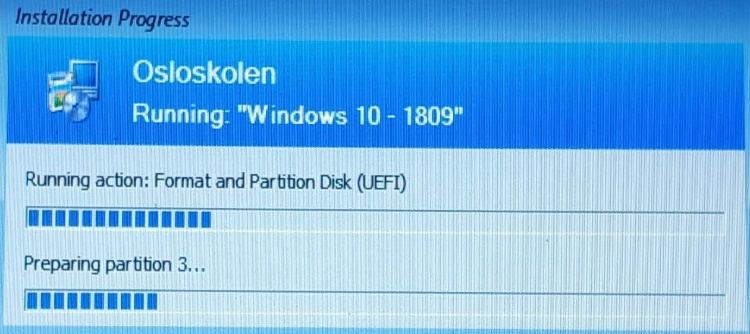 Installation Progress
Osloskolen
Running: "Windows 10 - 1809"
Running action: Format and Partition Disk (UEFI)
Preparing partition 3...